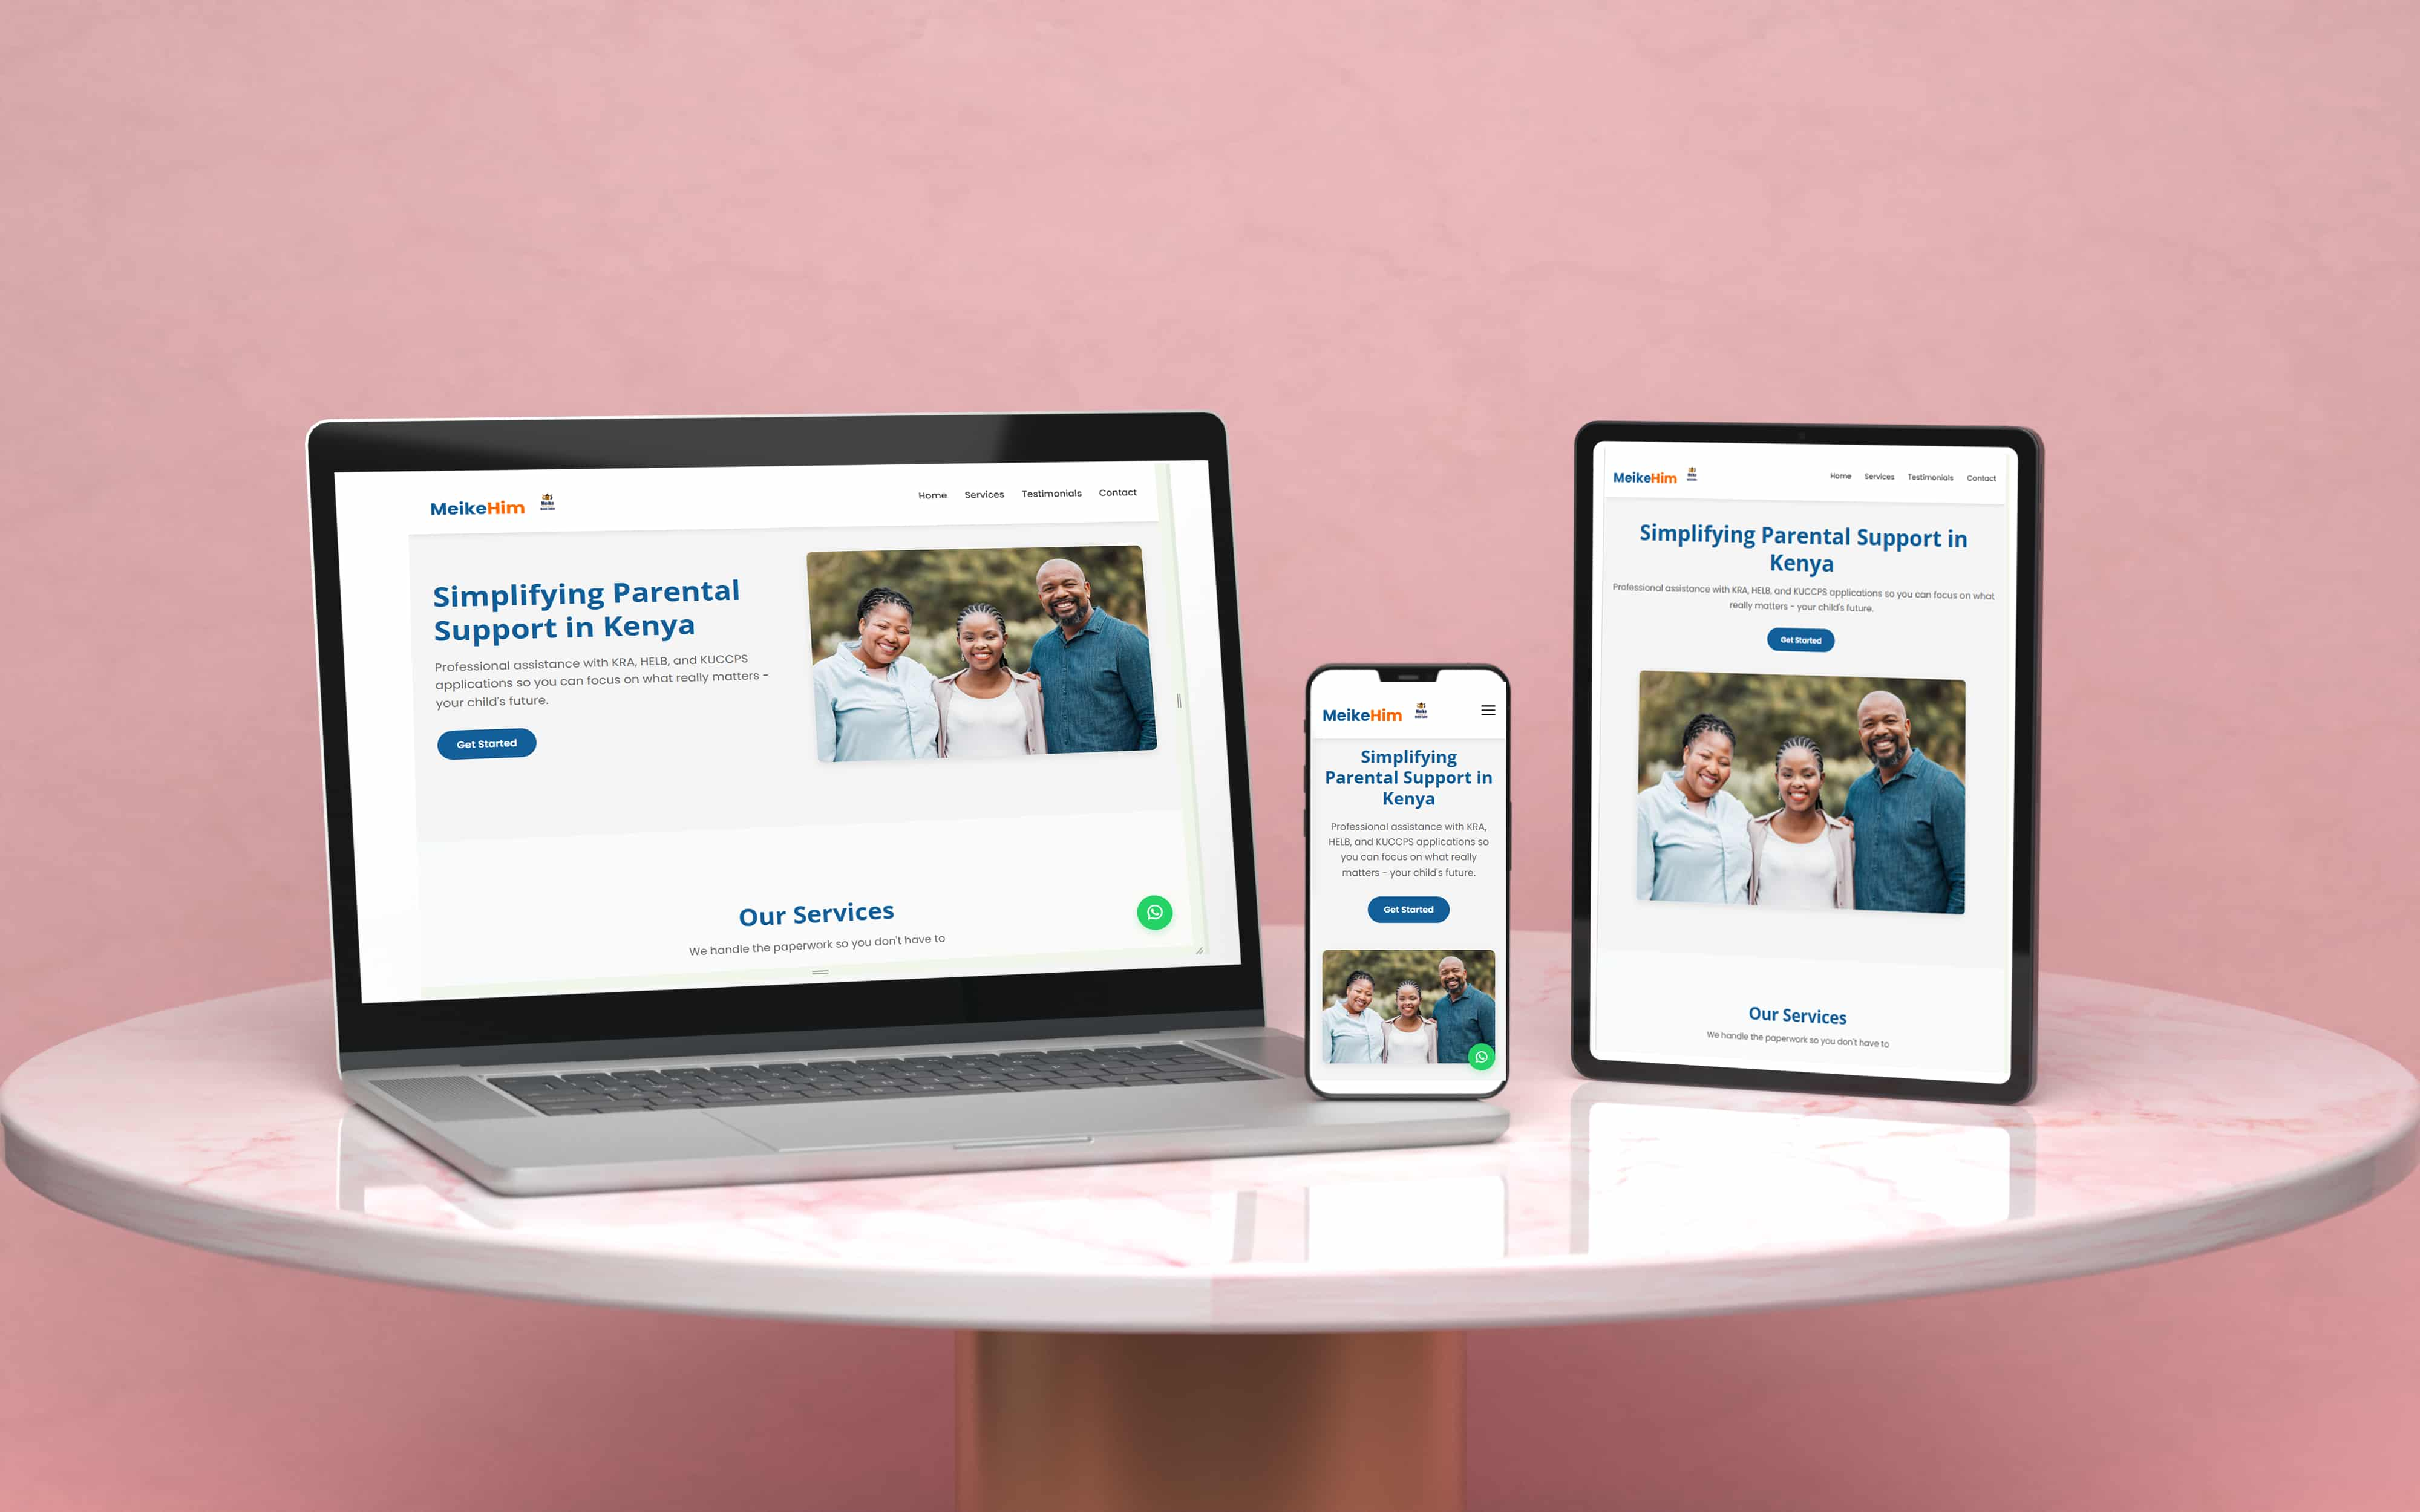 MeikeHim
Home Services Testimonials Contact
Simplifying Parental
Support in Kenya
Professional assistance with KRA, HELB, and KUCCPS
applications so you can focus on what really matters -
your child's future.
Get Started
Our Services
We handle the paperwork so you don't have to
MeikeHim
Simplifying
Parental Support in
Kenya
Professional assistance with KRA,
HELB, and KUCCPS applications so
you can focus on what really
matters - your child's future.
Get Started
MeikeHim
Home Services Testimonials Contact
Simplifying Parental Support in
Kenya
Professional assistance with KRA, HELB, and KUCCPS applications so you can focus on what
really matters - your child's future.
Get Started
Our Services
We handle the paperwork so you don't have to